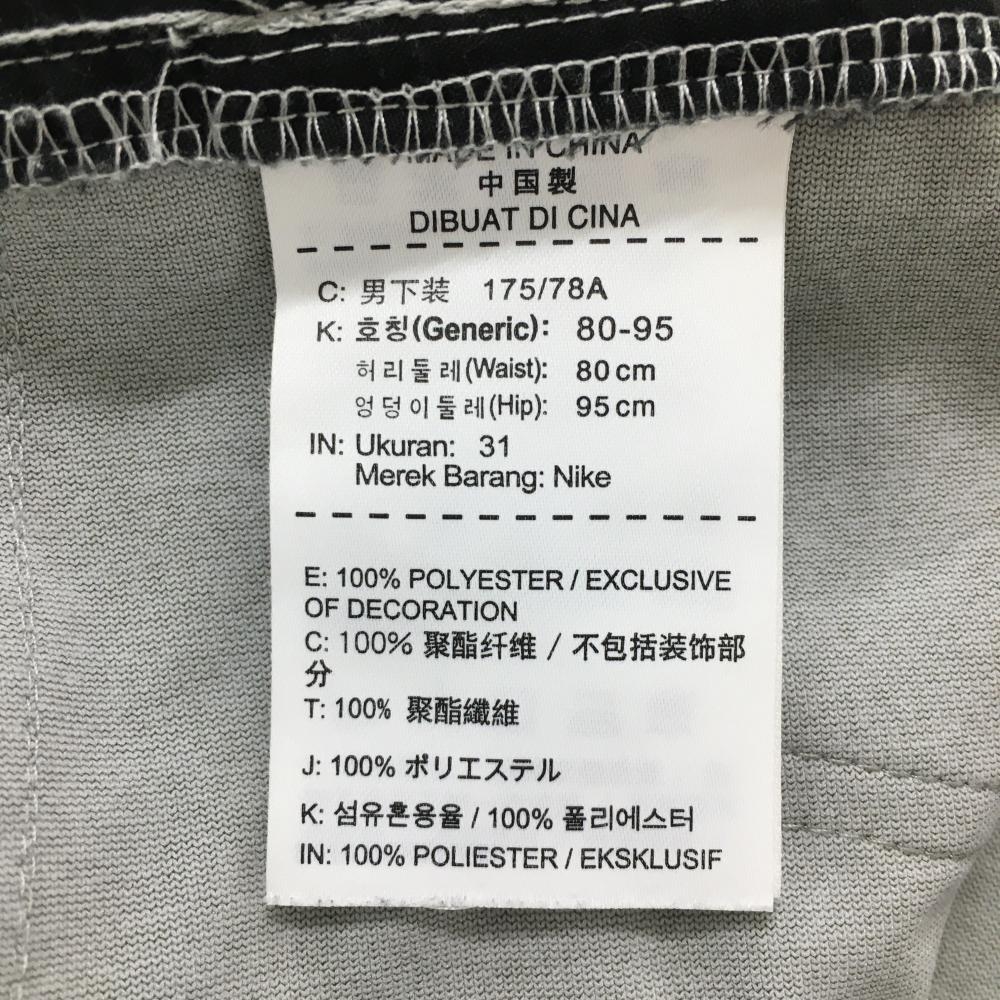 MADE IN CHINA
中国製
DIBUAT DI CINA
C: 男下装 175/78A
K: 호칭(Generic): 80-95
허리둘레(Waist): 80 cm
엉덩이둘레(Hip): 95 cm
IN: Ukuran: 31
Merek Barang: Nike
E: 100% POLYESTER / EXCLUSIVE
OF DECORATION
C: 100% 聚酯纤维 / 不包括装饰部
分
T: 100% 聚酯纖維
J: 100% ポリエステル
K: 섬유혼용율 / 100% 폴리에스터
IN: 100% POLIESTER / EKSKLUSIF